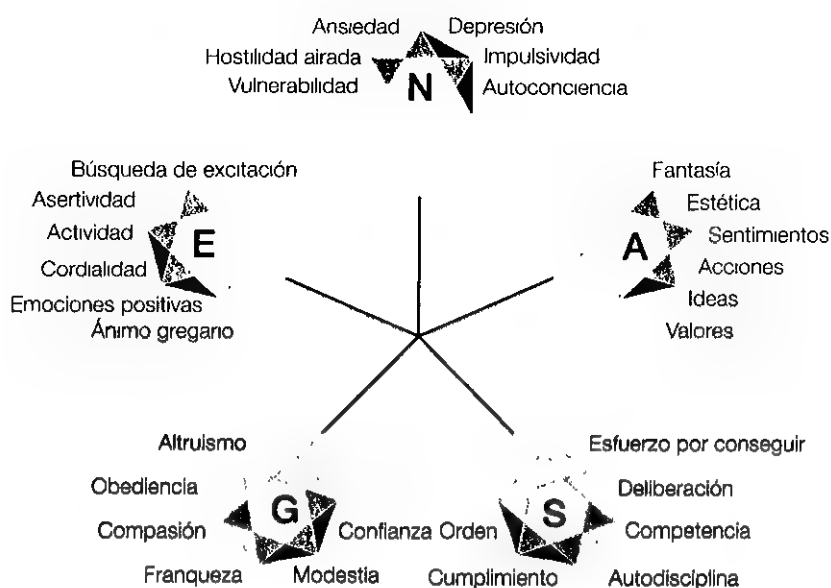 Ansiedad Depresión
Hostilidad airada Impulsividad
Vulnerabilidad N Autoconciencia
Búsqueda de excitación
Asertividad
Actividad
E
Cordialidad
Emociones positivas
Ánimo gregario
Fantasía
Estética
Sentimientos
A
Acciones
Ideas
Valores
Altruismo
Obediencia
G
Compasión
Confianza
Franqueza
Modestia
Esfuerzo por conseguir
Deliberación
S
Orden
Competencia
Cumplimiento
Autodisciplina